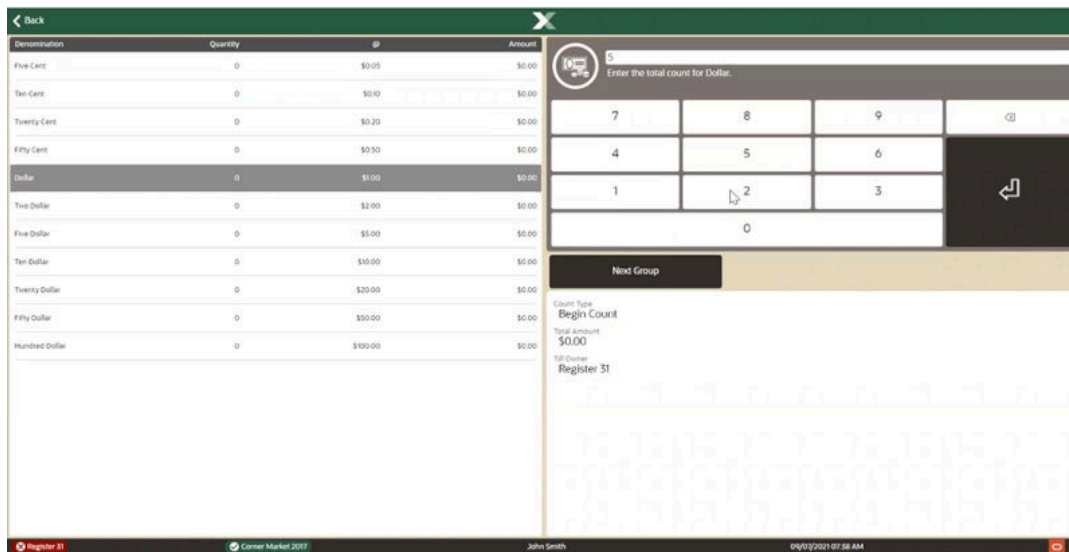 Back
Denomination Quantity @ Amount
Five Cent 0 $0.05 $0.00
Ten Cent 0 $0.10 $0.00
Twenty Cent 0 $0.20 $0.00
Fifty Cent 0 $0.50 $0.00
Dollar 0 $1.00 $0.00
Two Dollar 0 $2.00 $0.00
Five Dollar 0 $5.00 $0.00
Ten Dollar 0 $10.00 $0.00
Twenty Dollar 0 $20.00 $0.00
Fifty Dollar 0 $50.00 $0.00
Hundred Dollar 0 $100.00 $0.00
5
Enter the total count for Dollar.
7 8 9
4 5 6
1 2 3
0
Next Group
Count Type
Begin Count
Total Amount
$0.00
Till Owner
Register 31
Register 31 Corner Market 2017 John Smith 09/07/2021 07:38 AM